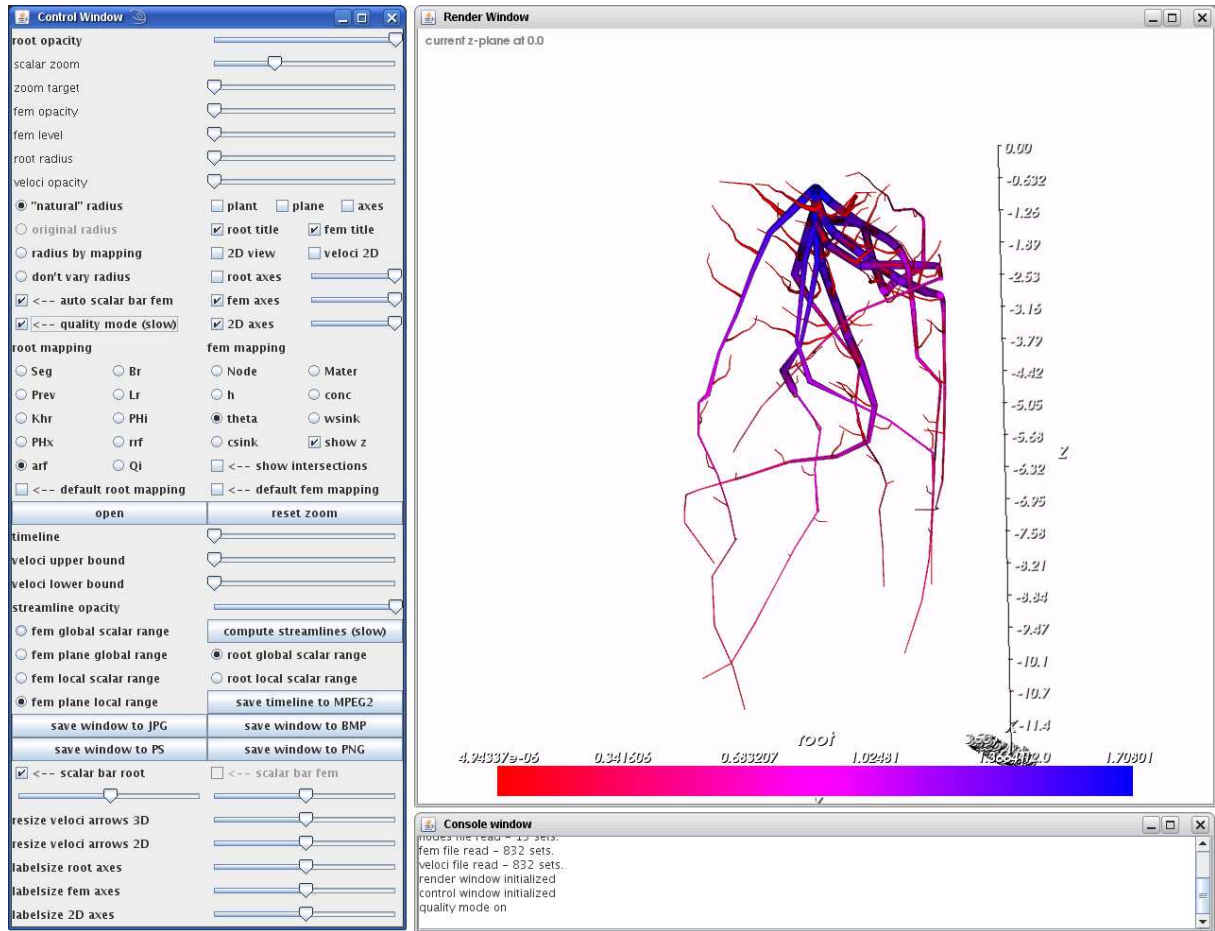 Control Window
root opacity
scalar zoom
zoom target
fem opacity
fem level
root radius
veloci opacity
"natural" radius plant plane axes
original radius root title fem title
radius by mapping 2D view veloci 2D
don't vary radius root axes
<-- auto scalar bar fem fem axes
<-- quality mode (slow) 2D axes
root mapping fem mapping
Seg Br Node Mater
Prev Lr h conc
Khr PHi theta wsink
PHx rrf csink show z
arf Qi <-- show intersections
<-- default root mapping <-- default fem mapping
open reset zoom
timeline
veloci upper bound
veloci lower bound
streamline opacity
fem global scalar range compute streamlines (slow)
fem plane global range root global scalar range
fem local scalar range root local scalar range
fem plane local range save timeline to MPEG2
save window to JPG save window to BMP
save window to PS save window to PNG
<-- scalar bar root <-- scalar bar fem
resize veloci arrows 3D
resize veloci arrows 2D
labelsize root axes
labelsize fem axes
labelsize 2D axes
Render Window
current z-plane at 0.0
0.00
-0.632
-1.26
-1.89
-2.53
-3.16
-3.79
-4.42
-5.05
-5.68
Z
-6.32
-6.95
-7.58
-8.21
-8.84
-9.47
-10.1
-10.7
X -11.4
root
4.94337e-06 0.341606 0.683207 1.02481 1.70801
Console window
nodes file read - 13 sets.
fem file read - 832 sets.
veloci file read - 832 sets.
render window initialized
control window initialized
quality mode on